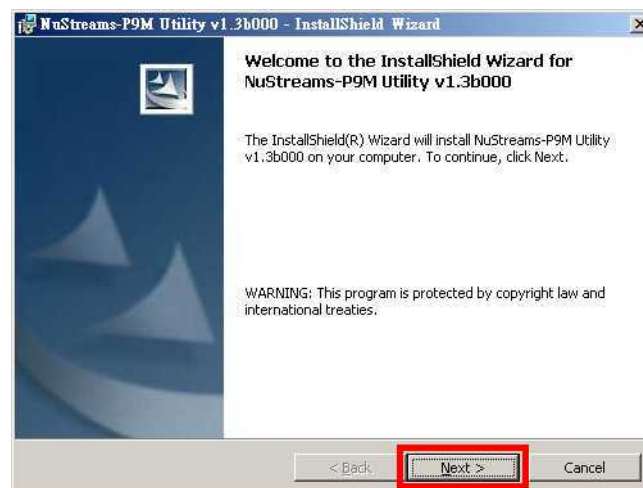 NuStreams-P9M Utility v1.3b000 - InstallShield Wizard
Welcome to the InstallShield Wizard for
NuStreams-P9M Utility v1.3b000
The InstallShield(R) Wizard will install NuStreams-P9M Utility
v1.3b000 on your computer. To continue, click Next.
WARNING: This program is protected by copyright law and
international treaties.
< Back
Next >
Cancel